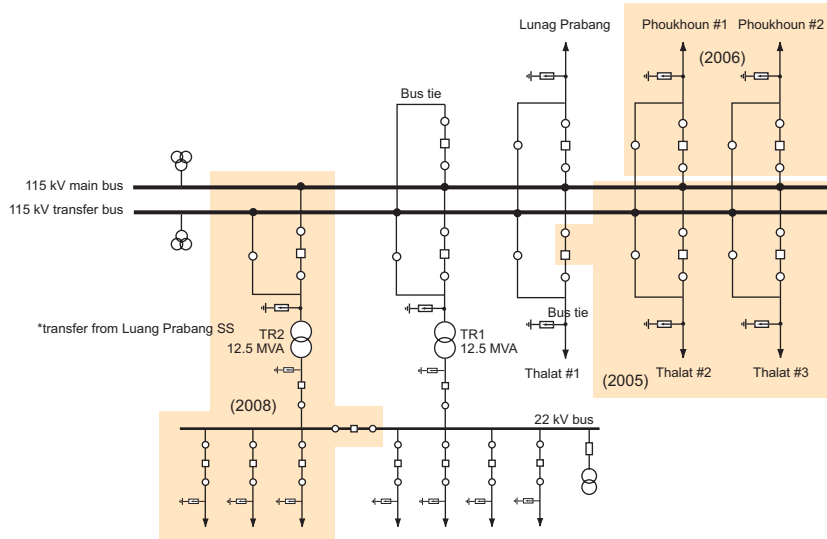 Lunag Prabang
Phoukhoun #1
Phoukhoun #2
(2006)
Bus tie
115 kV main bus
115 kV transfer bus
Bus tie
*transfer from Luang Prabang SS
TR2
12.5 MVA
TR1
12.5 MVA
Thalat #1
Thalat #2
Thalat #3
(2005)
(2008)
22 kV bus